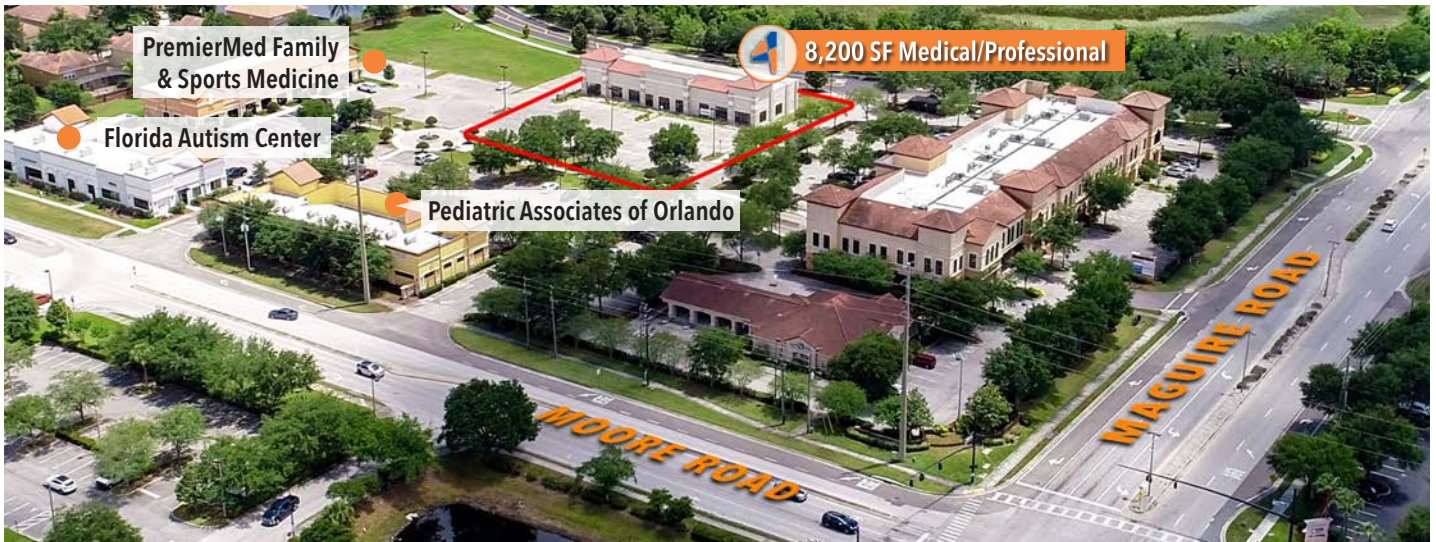 PremierMed Family
& Sports Medicine
8,200 SF Medical/Professional
Florida Autism Center
Pediatric Associates of Orlando
MAGUIRE ROAD
MOORE ROAD